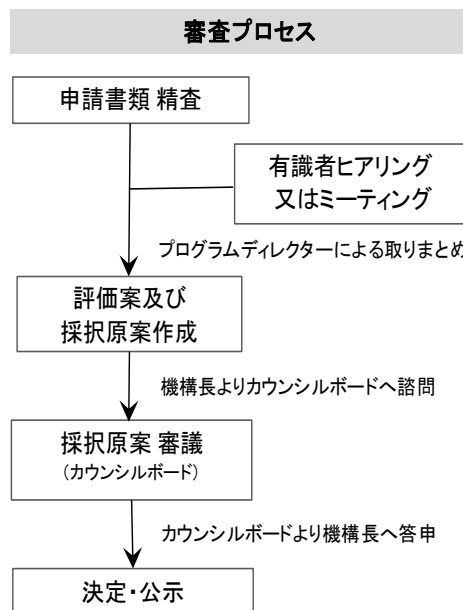 審査プロセス
申請書類 精査
有識者ヒアリング
又はミーティング
プログラムディレクターによる取りまとめ
評価案及び
採択原案作成
機構長よりカウンシルボードへ諮問
採択原案 審議
(カウンシルボード)
カウンシルボードより機構長へ答申
決定・公示